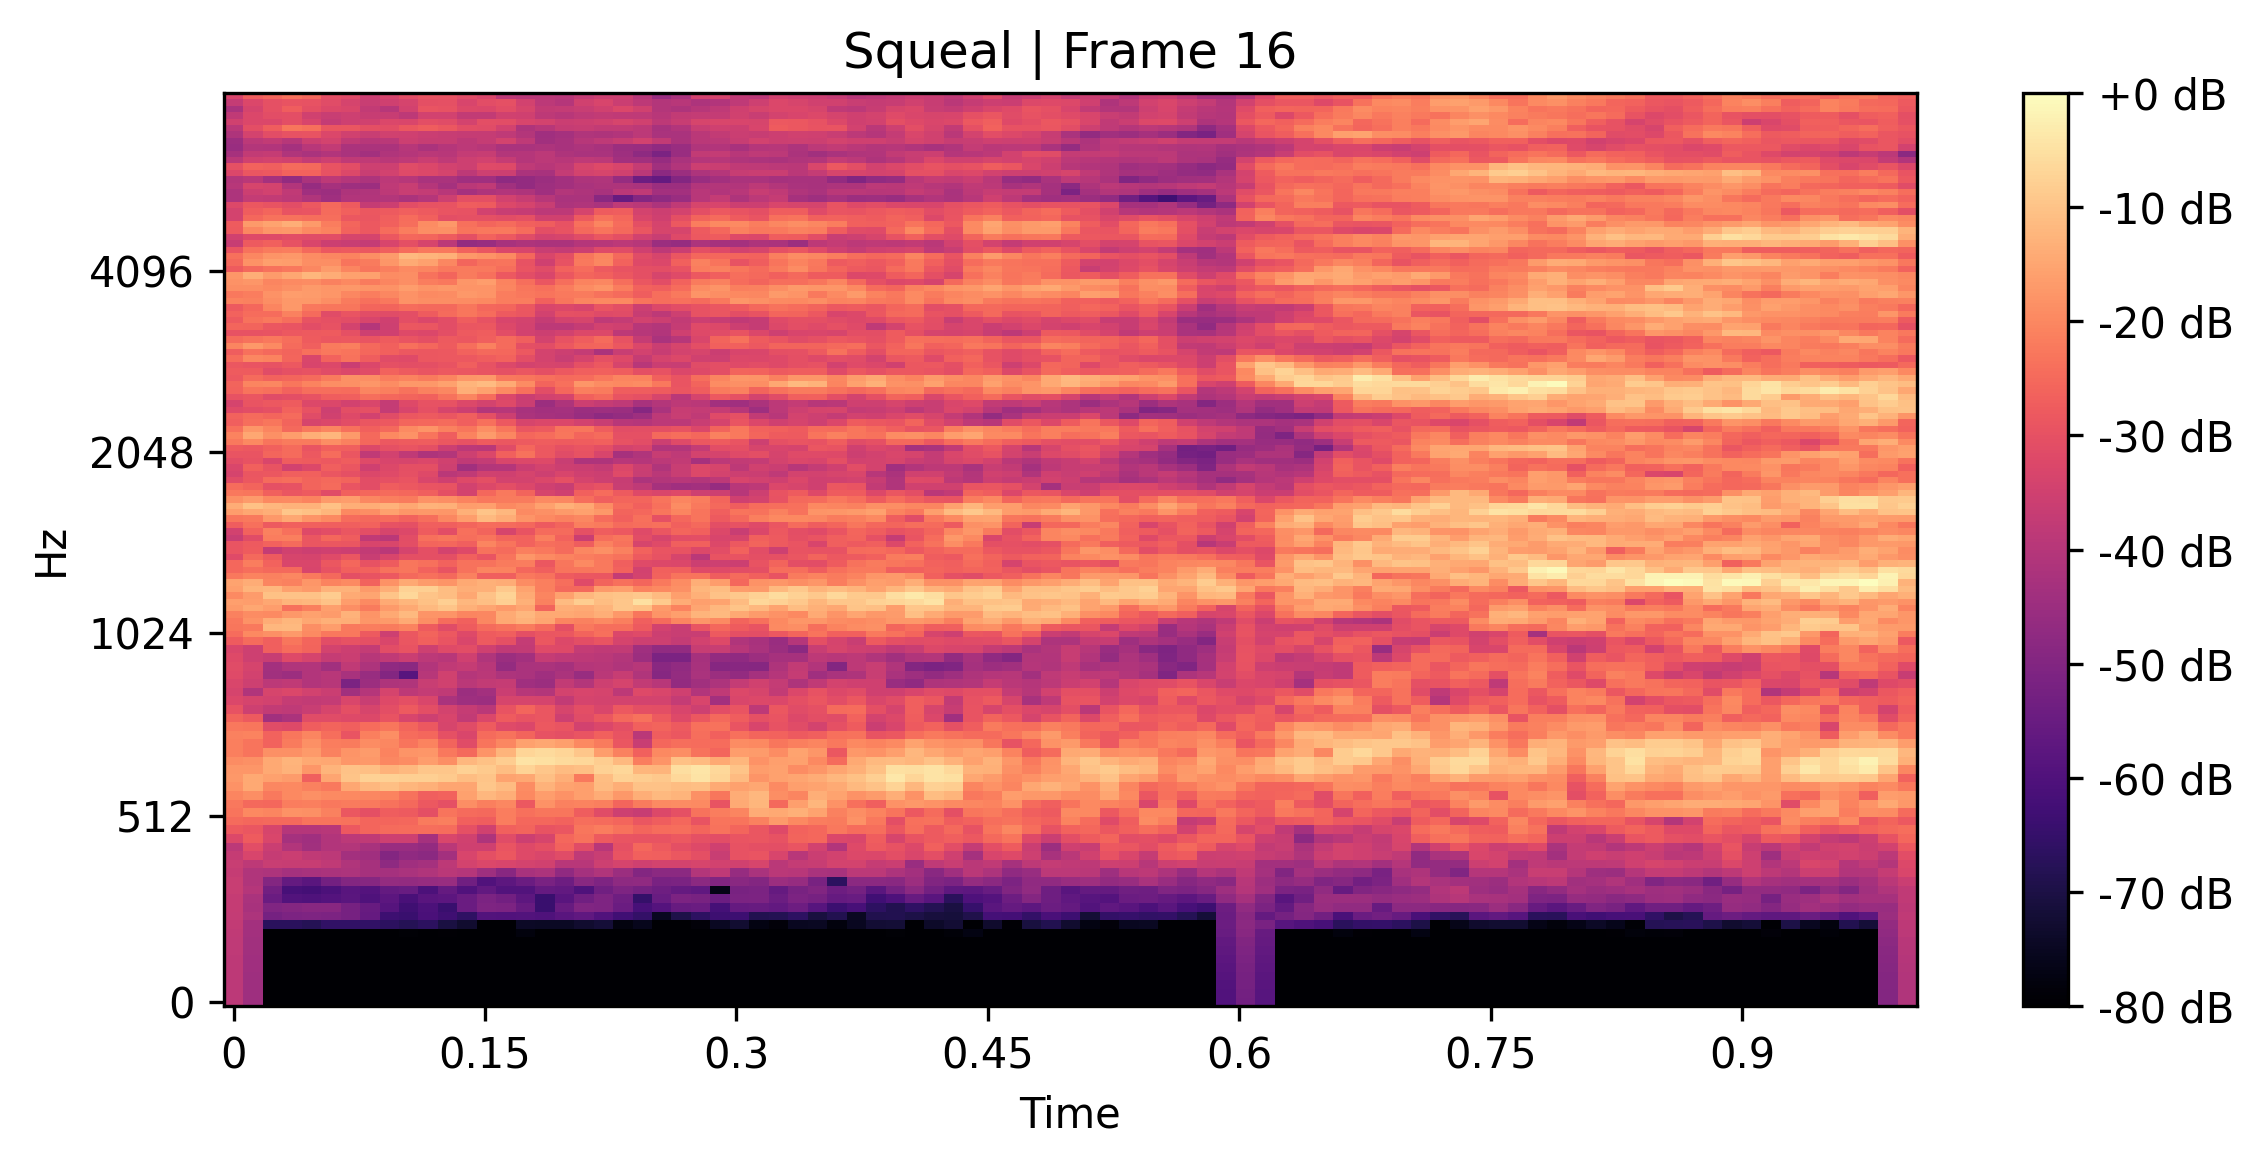 Squeal | Frame 16
Hz
4096
2048
1024
512
0
0 0.15 0.3 0.45 0.6 0.75 0.9
Time
+0 dB
-10 dB
-20 dB
-30 dB
-40 dB
-50 dB
-60 dB
-70 dB
-80 dB